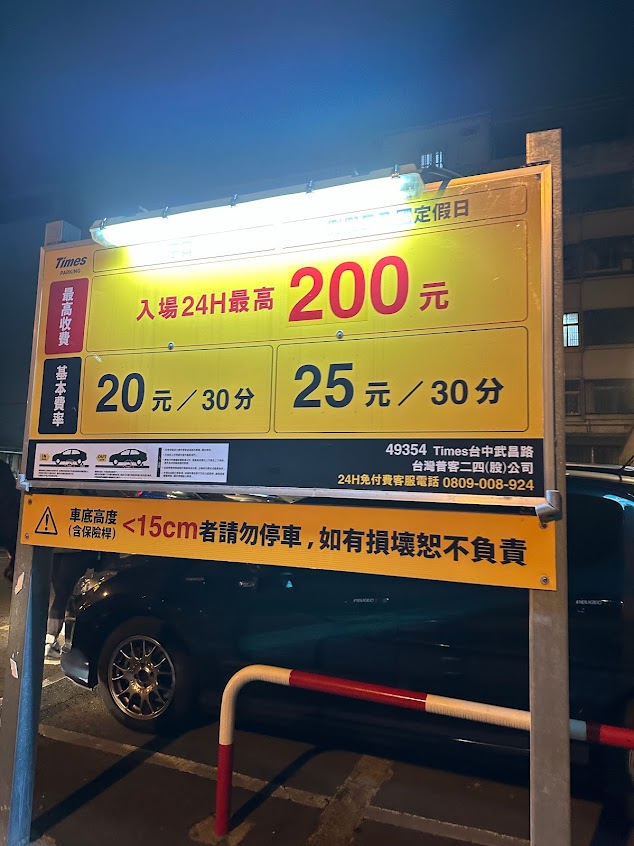 定假日
Times
PARKING
最高收費
入場24H最高 200 元
基本費率
20 元／30分
25 元／30分
49354 Times台中武昌路
台灣普客二四(股)公司
24H免付費客服電話 0809-008-924
車底高度
(含保險桿)
<15cm者請勿停車，如有損壞恕不負責